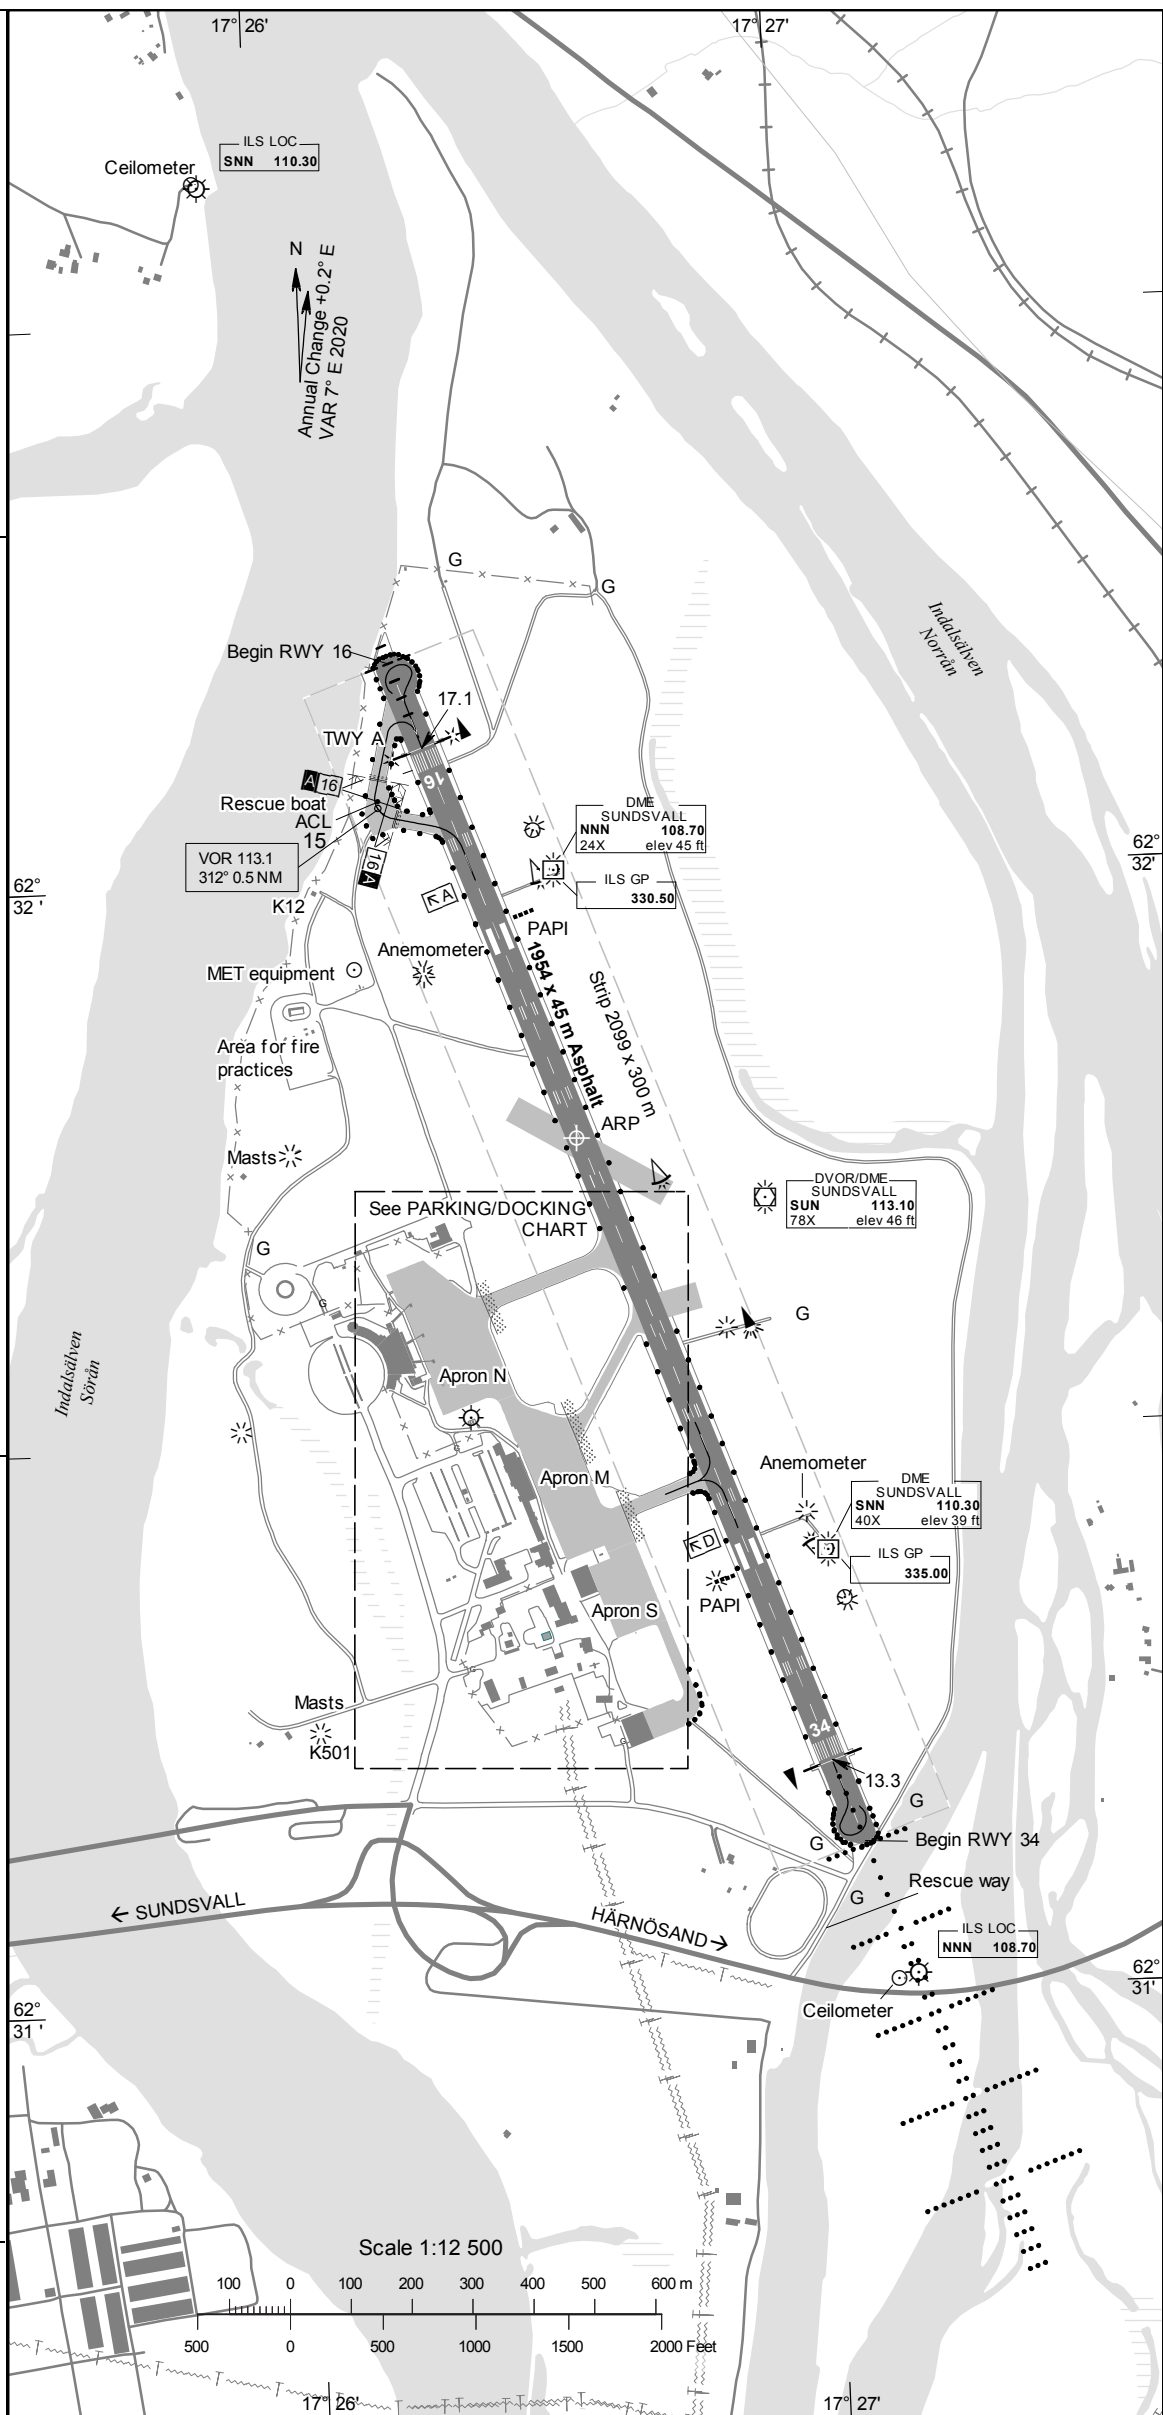 17° 26'
17° 27'
ILS LOC
SNN 110.30
Ceilometer
N
Annual Change +0.2° E
VAR 7° E 2020
G
G
Indalsälven
Norrån
Begin RWY 16
17.1
TWY A
16
A 16
Rescue boat
ACL
15
DME
SUNDSVALL
NNN 108.70
24X elev 45 ft
62°
32'
VOR 113.1
312° 0.5 NM
16 A
ILS GP
330.50
62°
32 '
A
K12
PAPI
Anemometer
MET equipment
1954 x 45 m Asphalt
Strip 2099 x 300 m
Area for fire
practices
ARP
Masts
DVOR/DME
SUNDSVALL
SUN 113.10
78X elev 46 ft
See PARKING/DOCKING
CHART
G
G
G
Indalsälven
Sörån
Apron N
G
Apron M
Anemometer
DME
SUNDSVALL
SNN 110.30
40X elev 39 ft
D
ILS GP
335.00
PAPI
Apron S
G
Masts
34
K501
G
13.3
G
G
Begin RWY 34
Rescue way
G
← SUNDSVALL
HÄRNÖSAND →
ILS LOC
NNN 108.70
62°
31'
Ceilometer
62°
31 '
Scale 1:12 500
100 0 100 200 300 400 500 600 m
500 0 500 1000 1500 2000 Feet
17° 26'
17° 27'